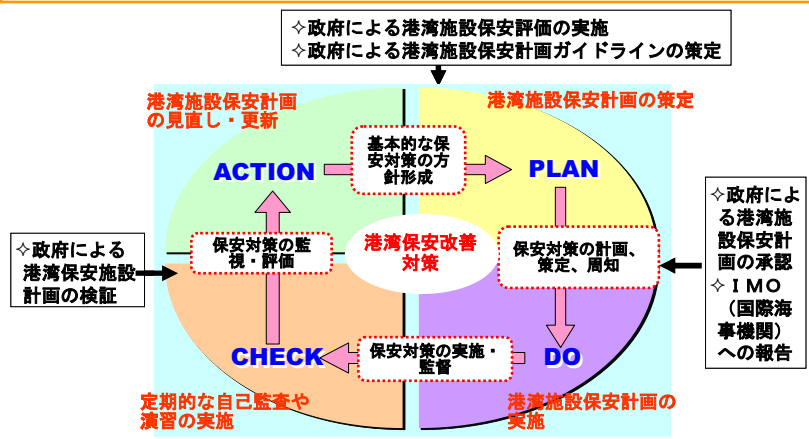 ✧政府による港湾施設保安評価の実施
✧政府による港湾施設保安計画ガイドラインの策定
港湾施設保安計画
の見直し・更新
港湾施設保安計画の策定
基本的な保
安対策の方
針形成
ACTION
PLAN
✧政府によ
る港湾施
設保安計
画の承認
✧ＩＭＯ
（国際海
事機関）
への報告
✧政府による
港湾保安施設
計画の検証
保安対策の監
視・評価
港湾保安改善
対策
保安対策の計画、
策定、周知
CHECK
保安対策の実施・
監督
DO
定期的な自己監査や
演習の実施
港湾施設保安計画の
実施